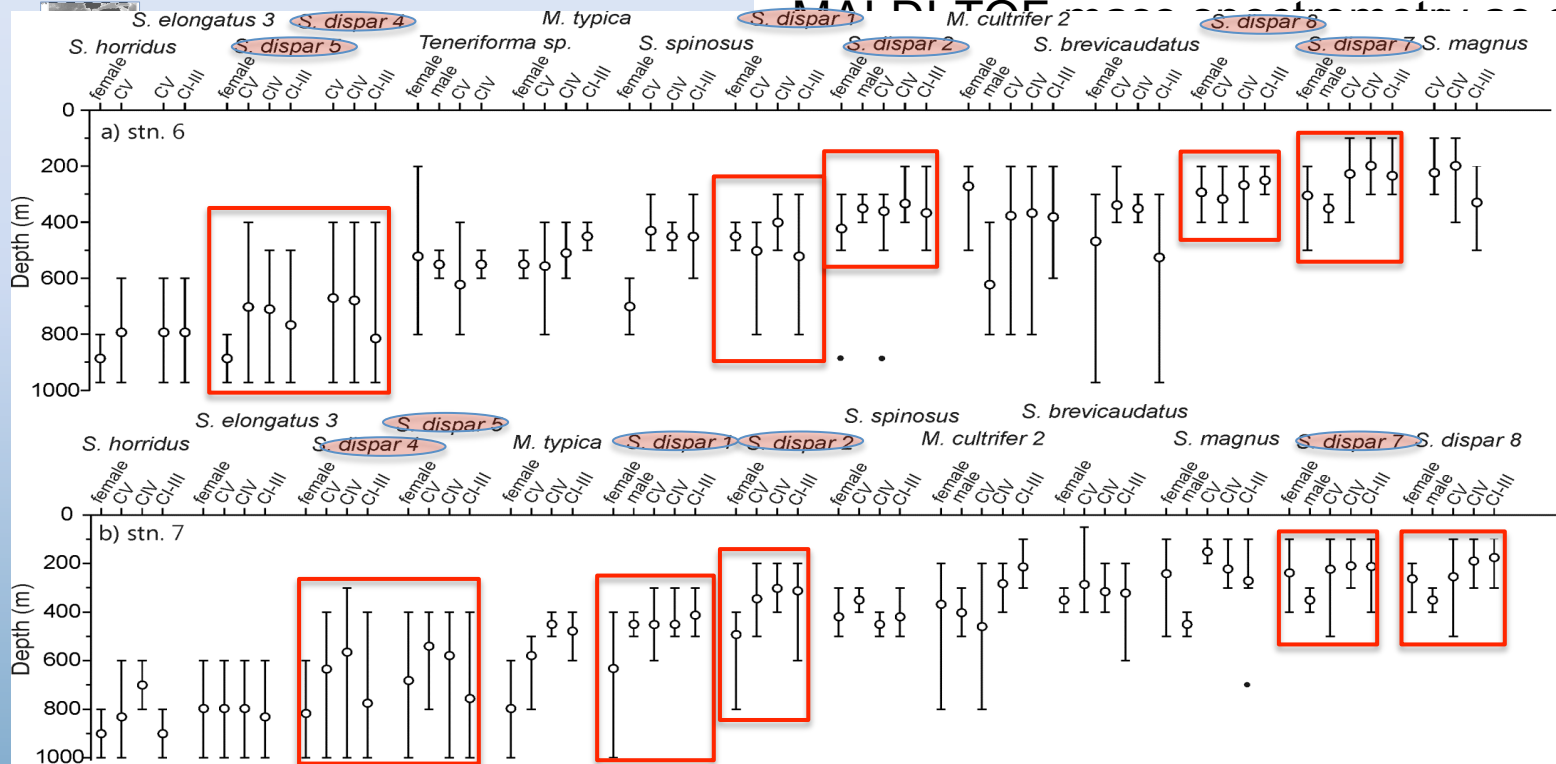 MALDI TOF mass spectrometry as
S. elongatus 3 S. dispar 4 M. typica S. dispar 1 M. cultrifer 2 S. dispar 8
S. horridus S. dispar 5 Teneriforma sp. S. spinosus S. dispar 2 S. brevicaudatus S. dispar 7 S. magnus
female CV CV CI-III female CV CIV CI-III CV CIV CI-III female male CV CIV female CV CIV CI-III female CV CIV CI-III female CV CIV CI-III female male CV CIV CI-III female male CV CIV CI-III female CV CIV CI-III female CV CIV CI-III female male CV CIV CI-III CV CIV CI-III
0
a) stn. 6
200
400
600
800
1000
Depth (m)
S. elongatus 3 S. dispar 5 S. spinosus S. brevicaudatus
S. horridus S. dispar 4 M. typica S. dispar 1 S. dispar 2 M. cultrifer 2 S. magnus S. dispar 7 S. dispar 8
female CV CIV CI-III female CV CIV CI-III female CV CIV CI-III female CV CIV CI-III female CV CIV CI-III female male CV CIV CI-III female CV CIV CI-III female CV CIV CI-III female male CV CIV CI-III female CV CIV CI-III female male CV CIV CI-III female male CV CIV CI-III female male CV CIV CI-III
0
b) stn. 7
200
400
600
800
1000
Depth (m)